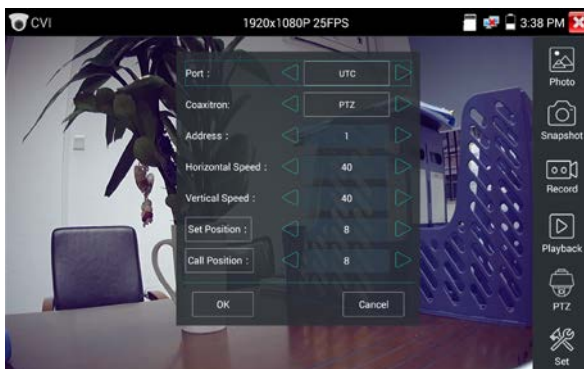 CVI
1920x1080P 25FPS
3:38 PM
Port :
UTC
Coaxitron:
PTZ
Address :
1
Horizontal Speed :
40
Vertical Speed :
40
Set Position :
8
Call Position :
8
OK
Cancel
Photo
Snapshot
Record
Playback
PTZ
Set